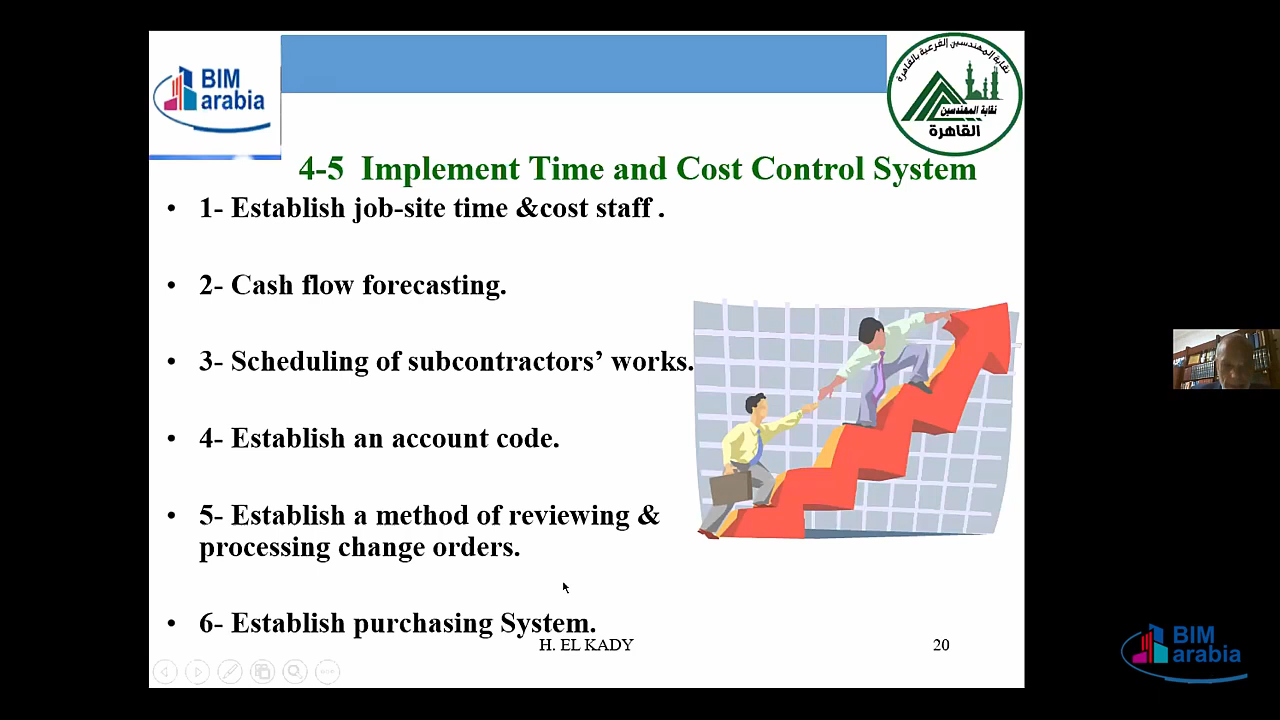 BIM
arabia
نقابة المهندسين الفرعية بالقاهرة
نقابة المهندسين
القاهرة
4-5 Implement Time and Cost Control System
• 1- Establish job-site time &cost staff .
• 2- Cash flow forecasting.
• 3- Scheduling of subcontractors’ works.
• 4- Establish an account code.
• 5- Establish a method of reviewing &
processing change orders.
• 6- Establish purchasing System.
H. EL KADY
20
BIM
arabia